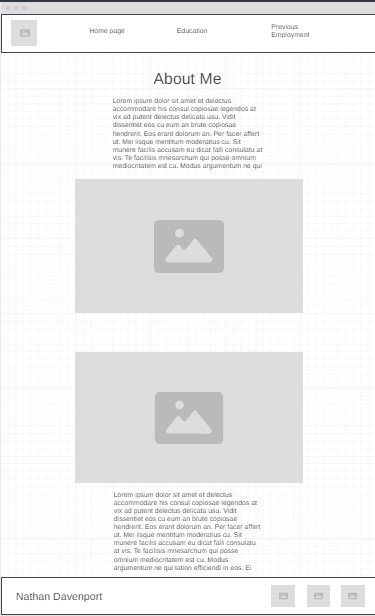 Home page
Education
Previous
Employment
About Me
Lorem ipsum dolor sit amet et delectus
accommodare his consul copiosae legendos at
vix ad putent delectus delicata usu. Vidit
dissentiet eos cu eum an brute copiosae
hendrerit. Eos erant dolorum an. Per facer affert
ut. Mei iisque mentitum moderatius cu. Sit
munere facilis accusam eu dicat falli consulatu at
vis. Te facilisis mnesarchum qui posse omnium
mediocritatem est cu. Modus argumentum ne qui
Lorem ipsum dolor sit amet et delectus
accommodare his consul copiosae legendos at
vix ad putent delectus delicata usu. Vidit
dissentiet eos cu eum an brute copiosae
hendrerit. Eos erant dolorum an. Per facer affert
ut. Mei iisque mentitum moderatius cu. Sit
munere facilis accusam eu dicat falli consulatu
at vis. Te facilisis mnesarchum qui posse
omnium mediocritatem est cu. Modus
argumentum ne qui tation efficiendi in eos. Ei
Nathan Davenport